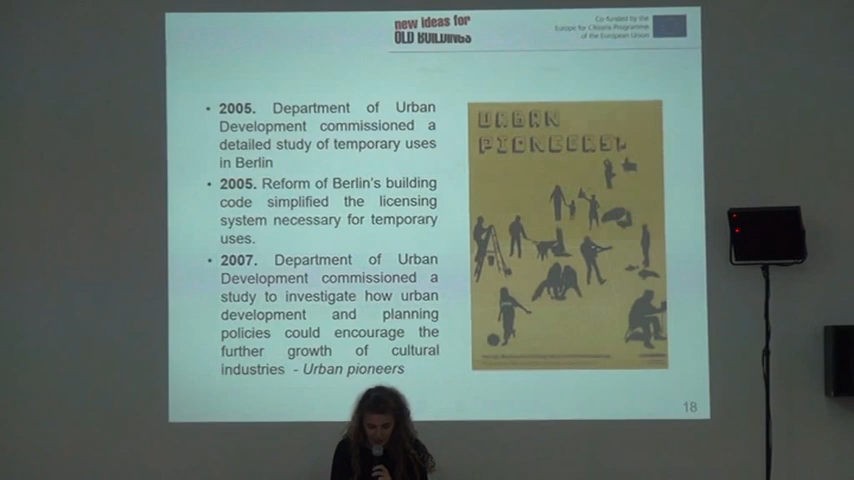 new ideas for
OLD BUILDINGS
Co-funded by the
Europe for Citizens Programme
of the European Union
• 2005. Department of Urban
Development commissioned a
detailed study of temporary uses
in Berlin
• 2005. Reform of Berlin's building
code simplified the licensing
system necessary for temporary
uses.
• 2007. Department of Urban
Development commissioned a
study to investigate how urban
development and planning
policies could encourage the
further growth of cultural
industries - Urban pioneers
URBAN
PIONEERS
18